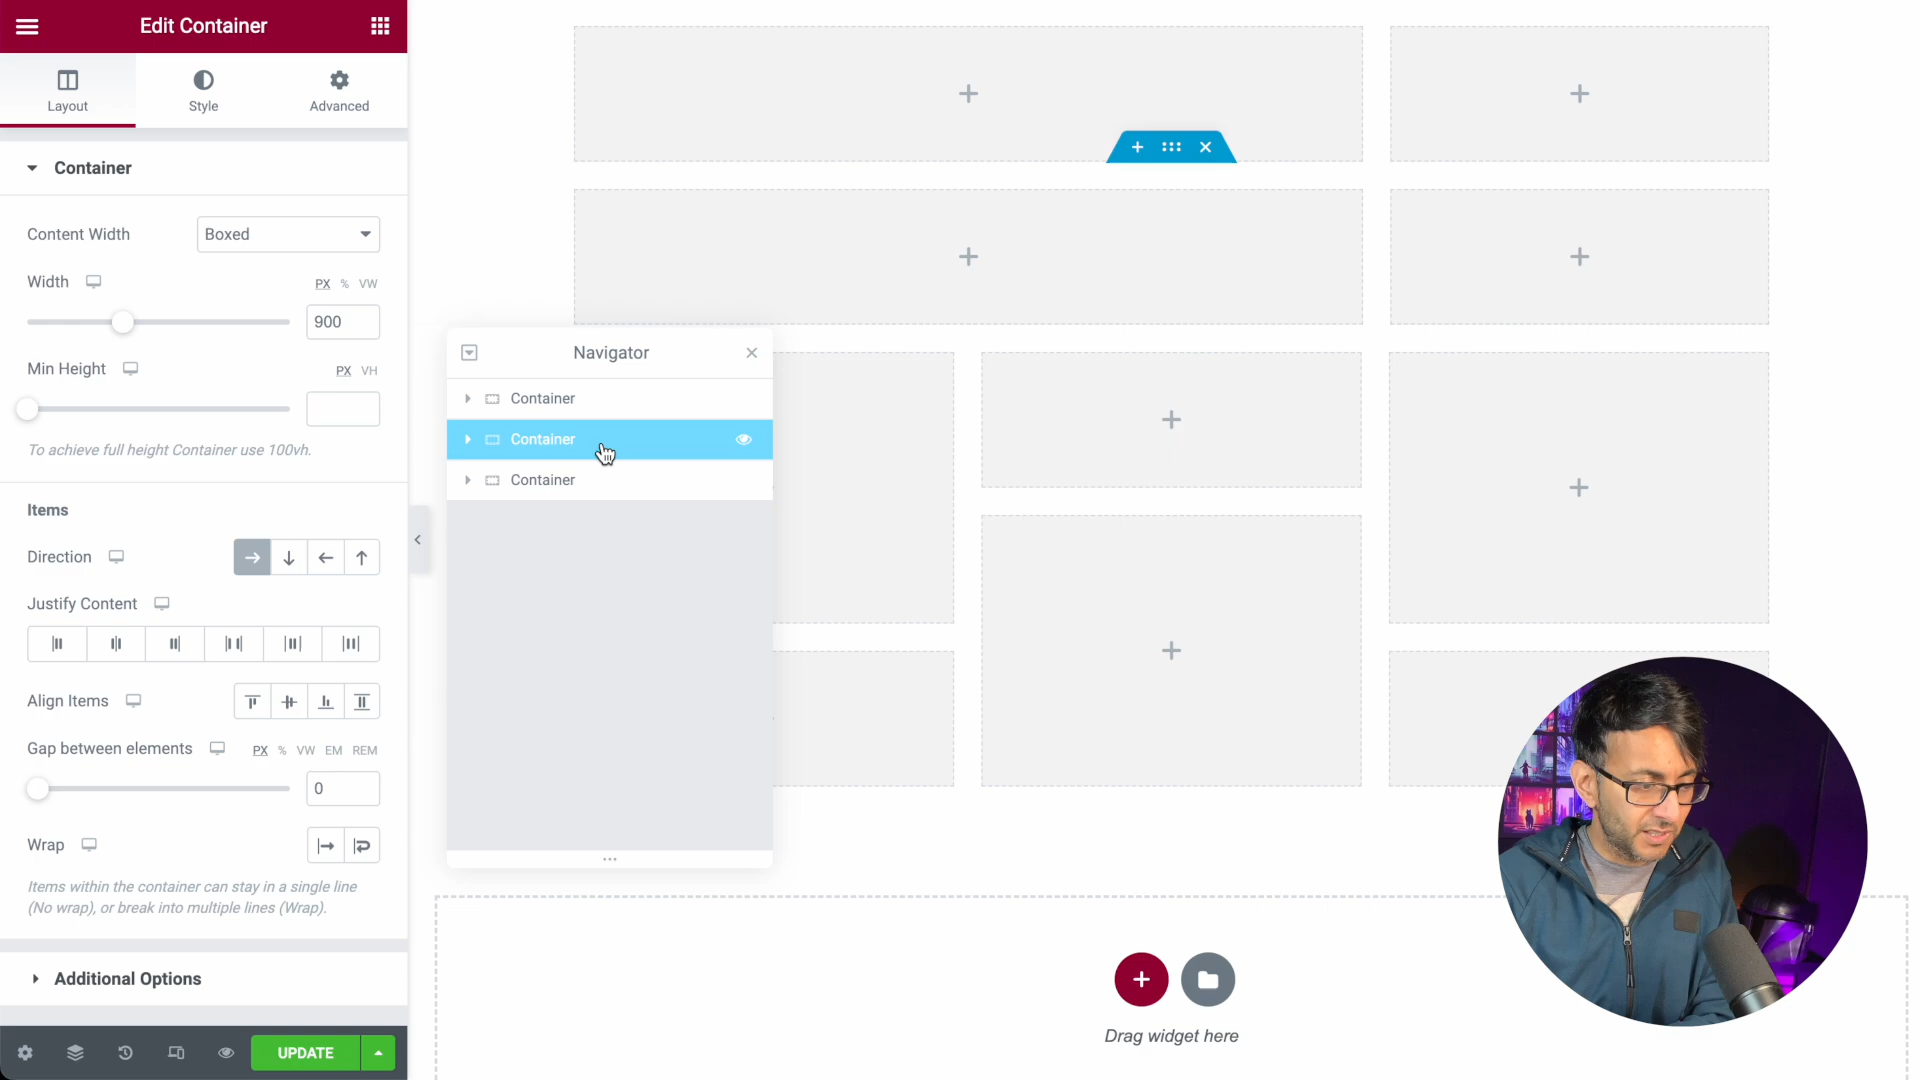 Edit Container
Layout
Style
Advanced
Container
Content Width
Boxed
Width
PX % VW
900
Min Height
PX VH
To achieve full height Container use 100vh.
Items
Direction
Justify Content
Align Items
Gap between elements
PX % VW EM REM
0
Wrap
Items within the container can stay in a single line
(No wrap), or break into multiple lines (Wrap).
Additional Options
UPDATE
Navigator
Container
Container
Container
Drag widget here